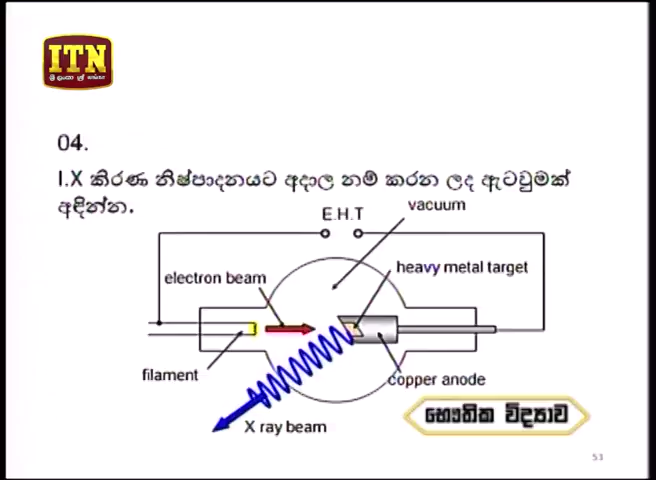 ITN
ශ්‍රී ලංකාවේ ප්‍රබල නාලිකාව
04.
I.X කිරණ නිෂ්පාදනයට අදාල නම් කරන ලද ඇටවුමක්
අඳින්න.
E.H.T
vacuum
electron beam
heavy metal target
filament
copper anode
X ray beam
භෞතික විද්‍යාව
53